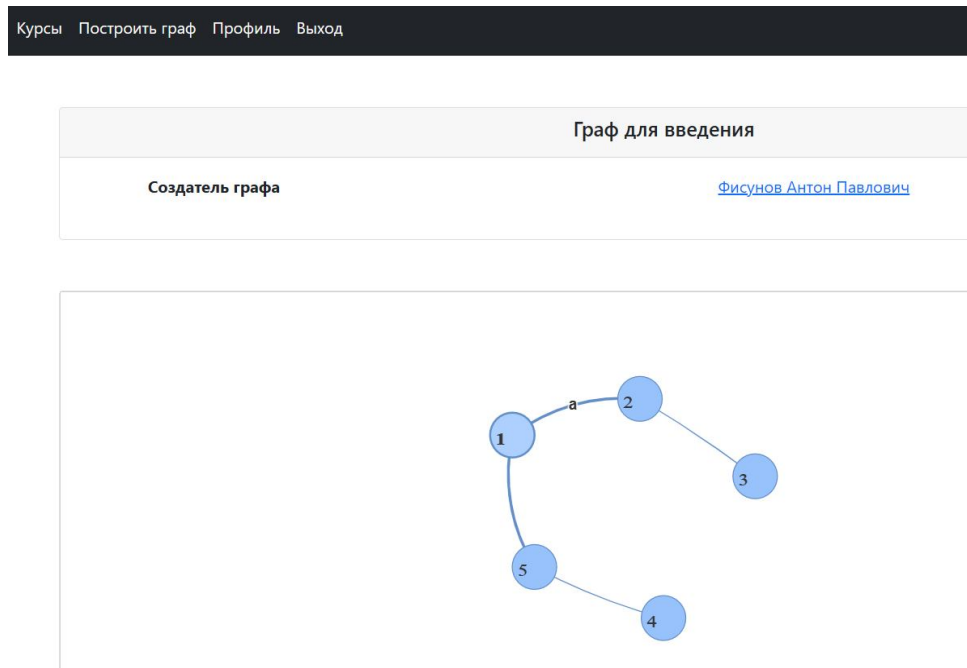 Курсы Построить граф Профиль Выход
Граф для введения
Создатель графа Фисунов Антон Павлович
a
2
1
3
5
4